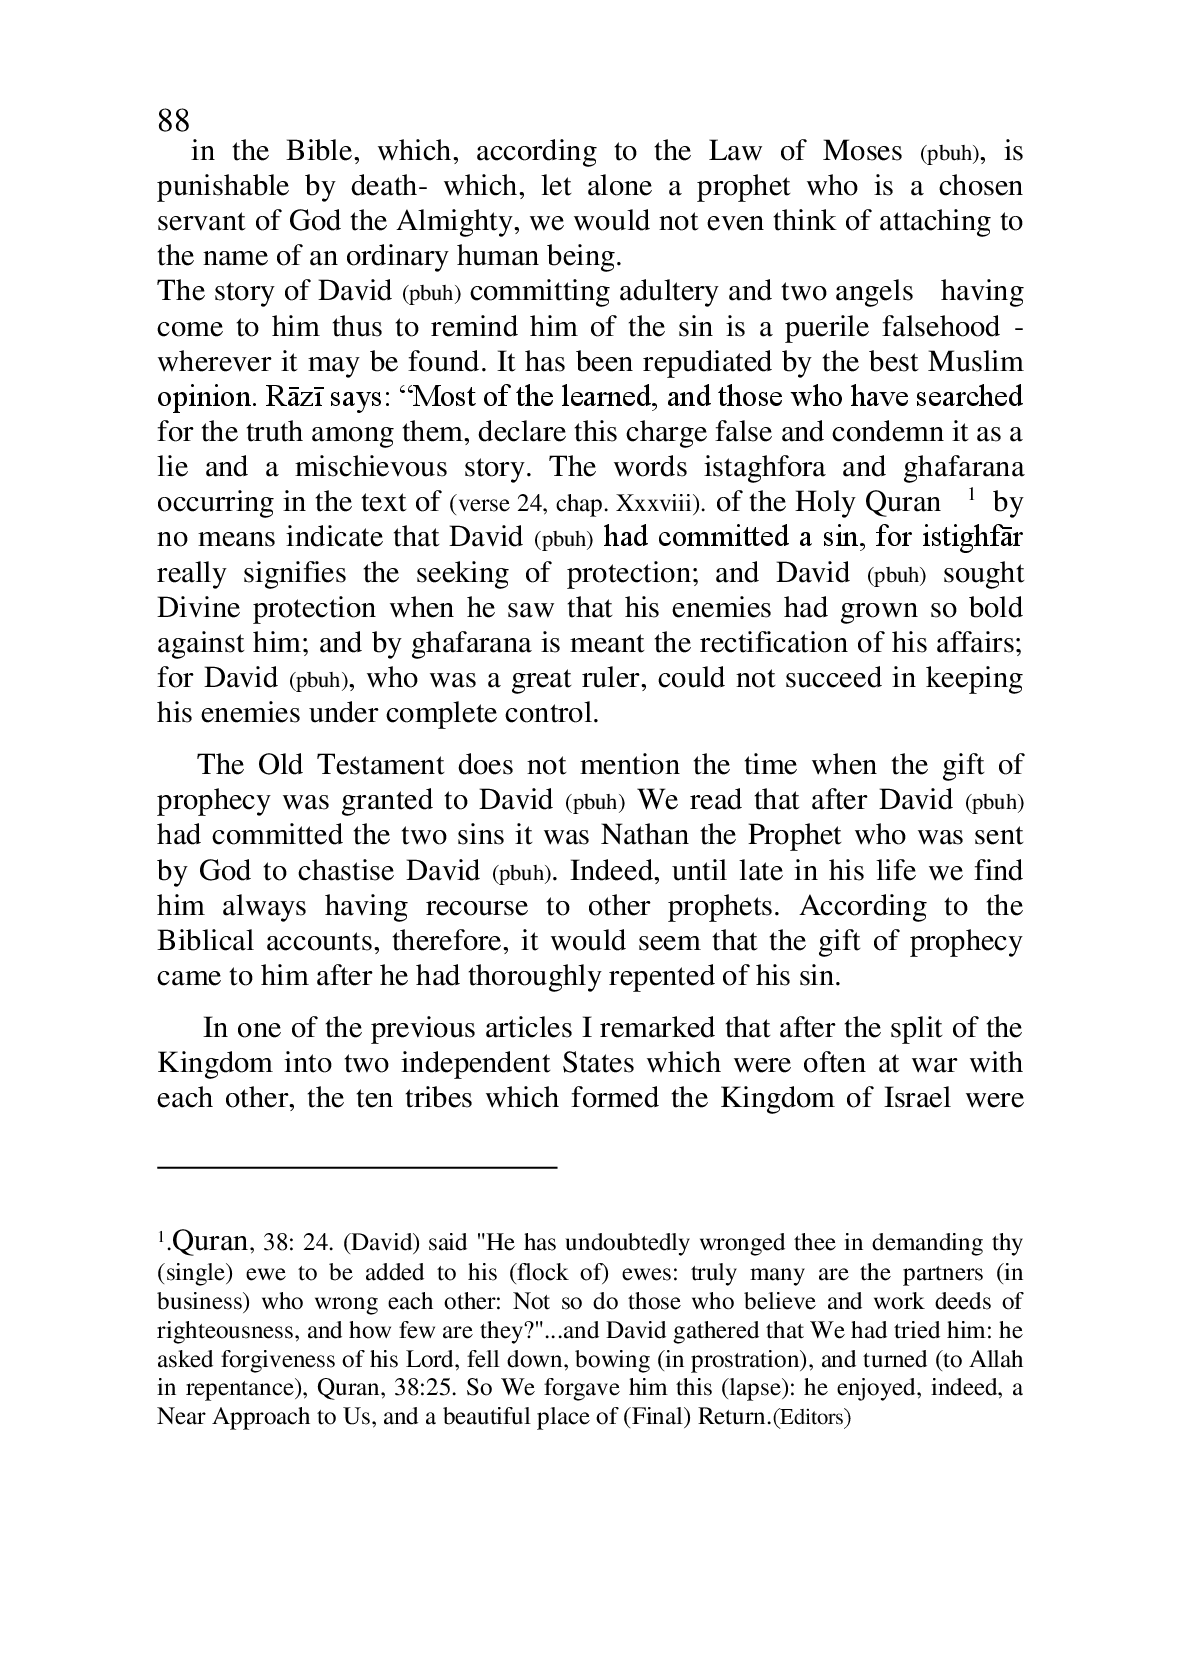 88
in the Bible, which, according to the Law of Moses (pbuh), is
punishable by death- which, let alone a prophet who is a chosen
servant of God the Almighty, we would not even think of attaching to
the name of an ordinary human being.
The story of David (pbuh) committing adultery and two angels having
come to him thus to remind him of the sin is a puerile falsehood -
wherever it may be found. It has been repudiated by the best Muslim
opinion. Rāzī says: “Most of the learned, and those who have searched
for the truth among them, declare this charge false and condemn it as a
lie and a mischievous story. The words istaghfora and ghafarana
occurring in the text of (verse 24, chap. Xxxviii). of the Holy Quran ¹ by
no means indicate that David (pbuh) had committed a sin, for istighfār
really signifies the seeking of protection; and David (pbuh) sought
Divine protection when he saw that his enemies had grown so bold
against him; and by ghafarana is meant the rectification of his affairs;
for David (pbuh), who was a great ruler, could not succeed in keeping
his enemies under complete control.
The Old Testament does not mention the time when the gift of
prophecy was granted to David (pbuh) We read that after David (pbuh)
had committed the two sins it was Nathan the Prophet who was sent
by God to chastise David (pbuh). Indeed, until late in his life we find
him always having recourse to other prophets. According to the
Biblical accounts, therefore, it would seem that the gift of prophecy
came to him after he had thoroughly repented of his sin.
In one of the previous articles I remarked that after the split of the
Kingdom into two independent States which were often at war with
each other, the ten tribes which formed the Kingdom of Israel were
¹.Quran, 38: 24. (David) said "He has undoubtedly wronged thee in demanding thy
(single) ewe to be added to his (flock of) ewes: truly many are the partners (in
business) who wrong each other: Not so do those who believe and work deeds of
righteousness, and how few are they?"...and David gathered that We had tried him: he
asked forgiveness of his Lord, fell down, bowing (in prostration), and turned (to Allah
in repentance), Quran, 38:25. So We forgave him this (lapse): he enjoyed, indeed, a
Near Approach to Us, and a beautiful place of (Final) Return.(Editors)